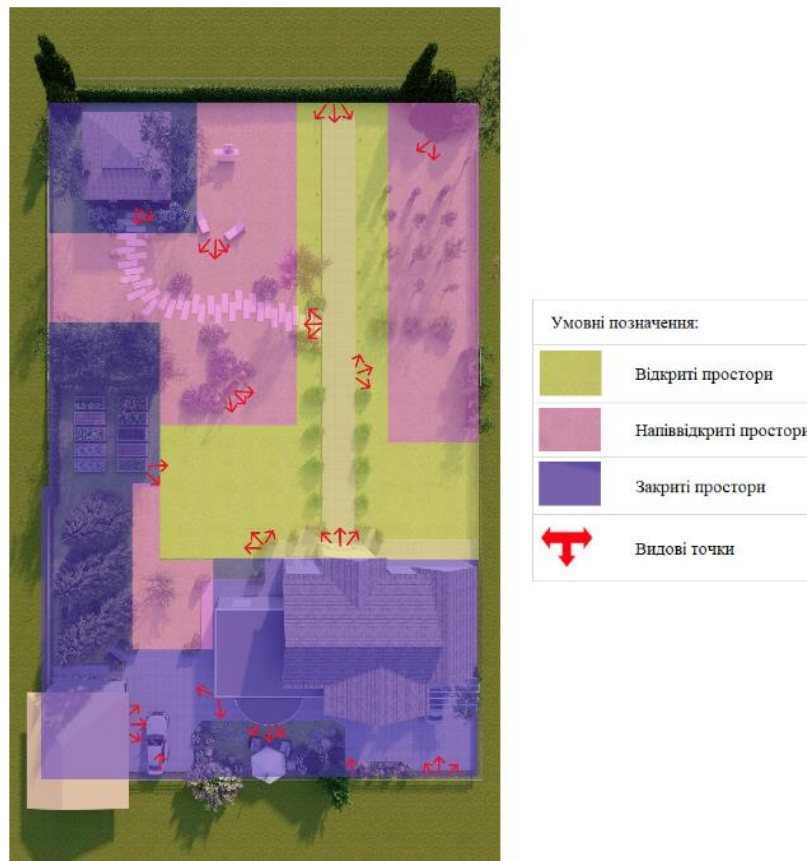 Умовні позначення:
Відкриті простори
Напіввідкриті простори
Закриті простори
Видові точки